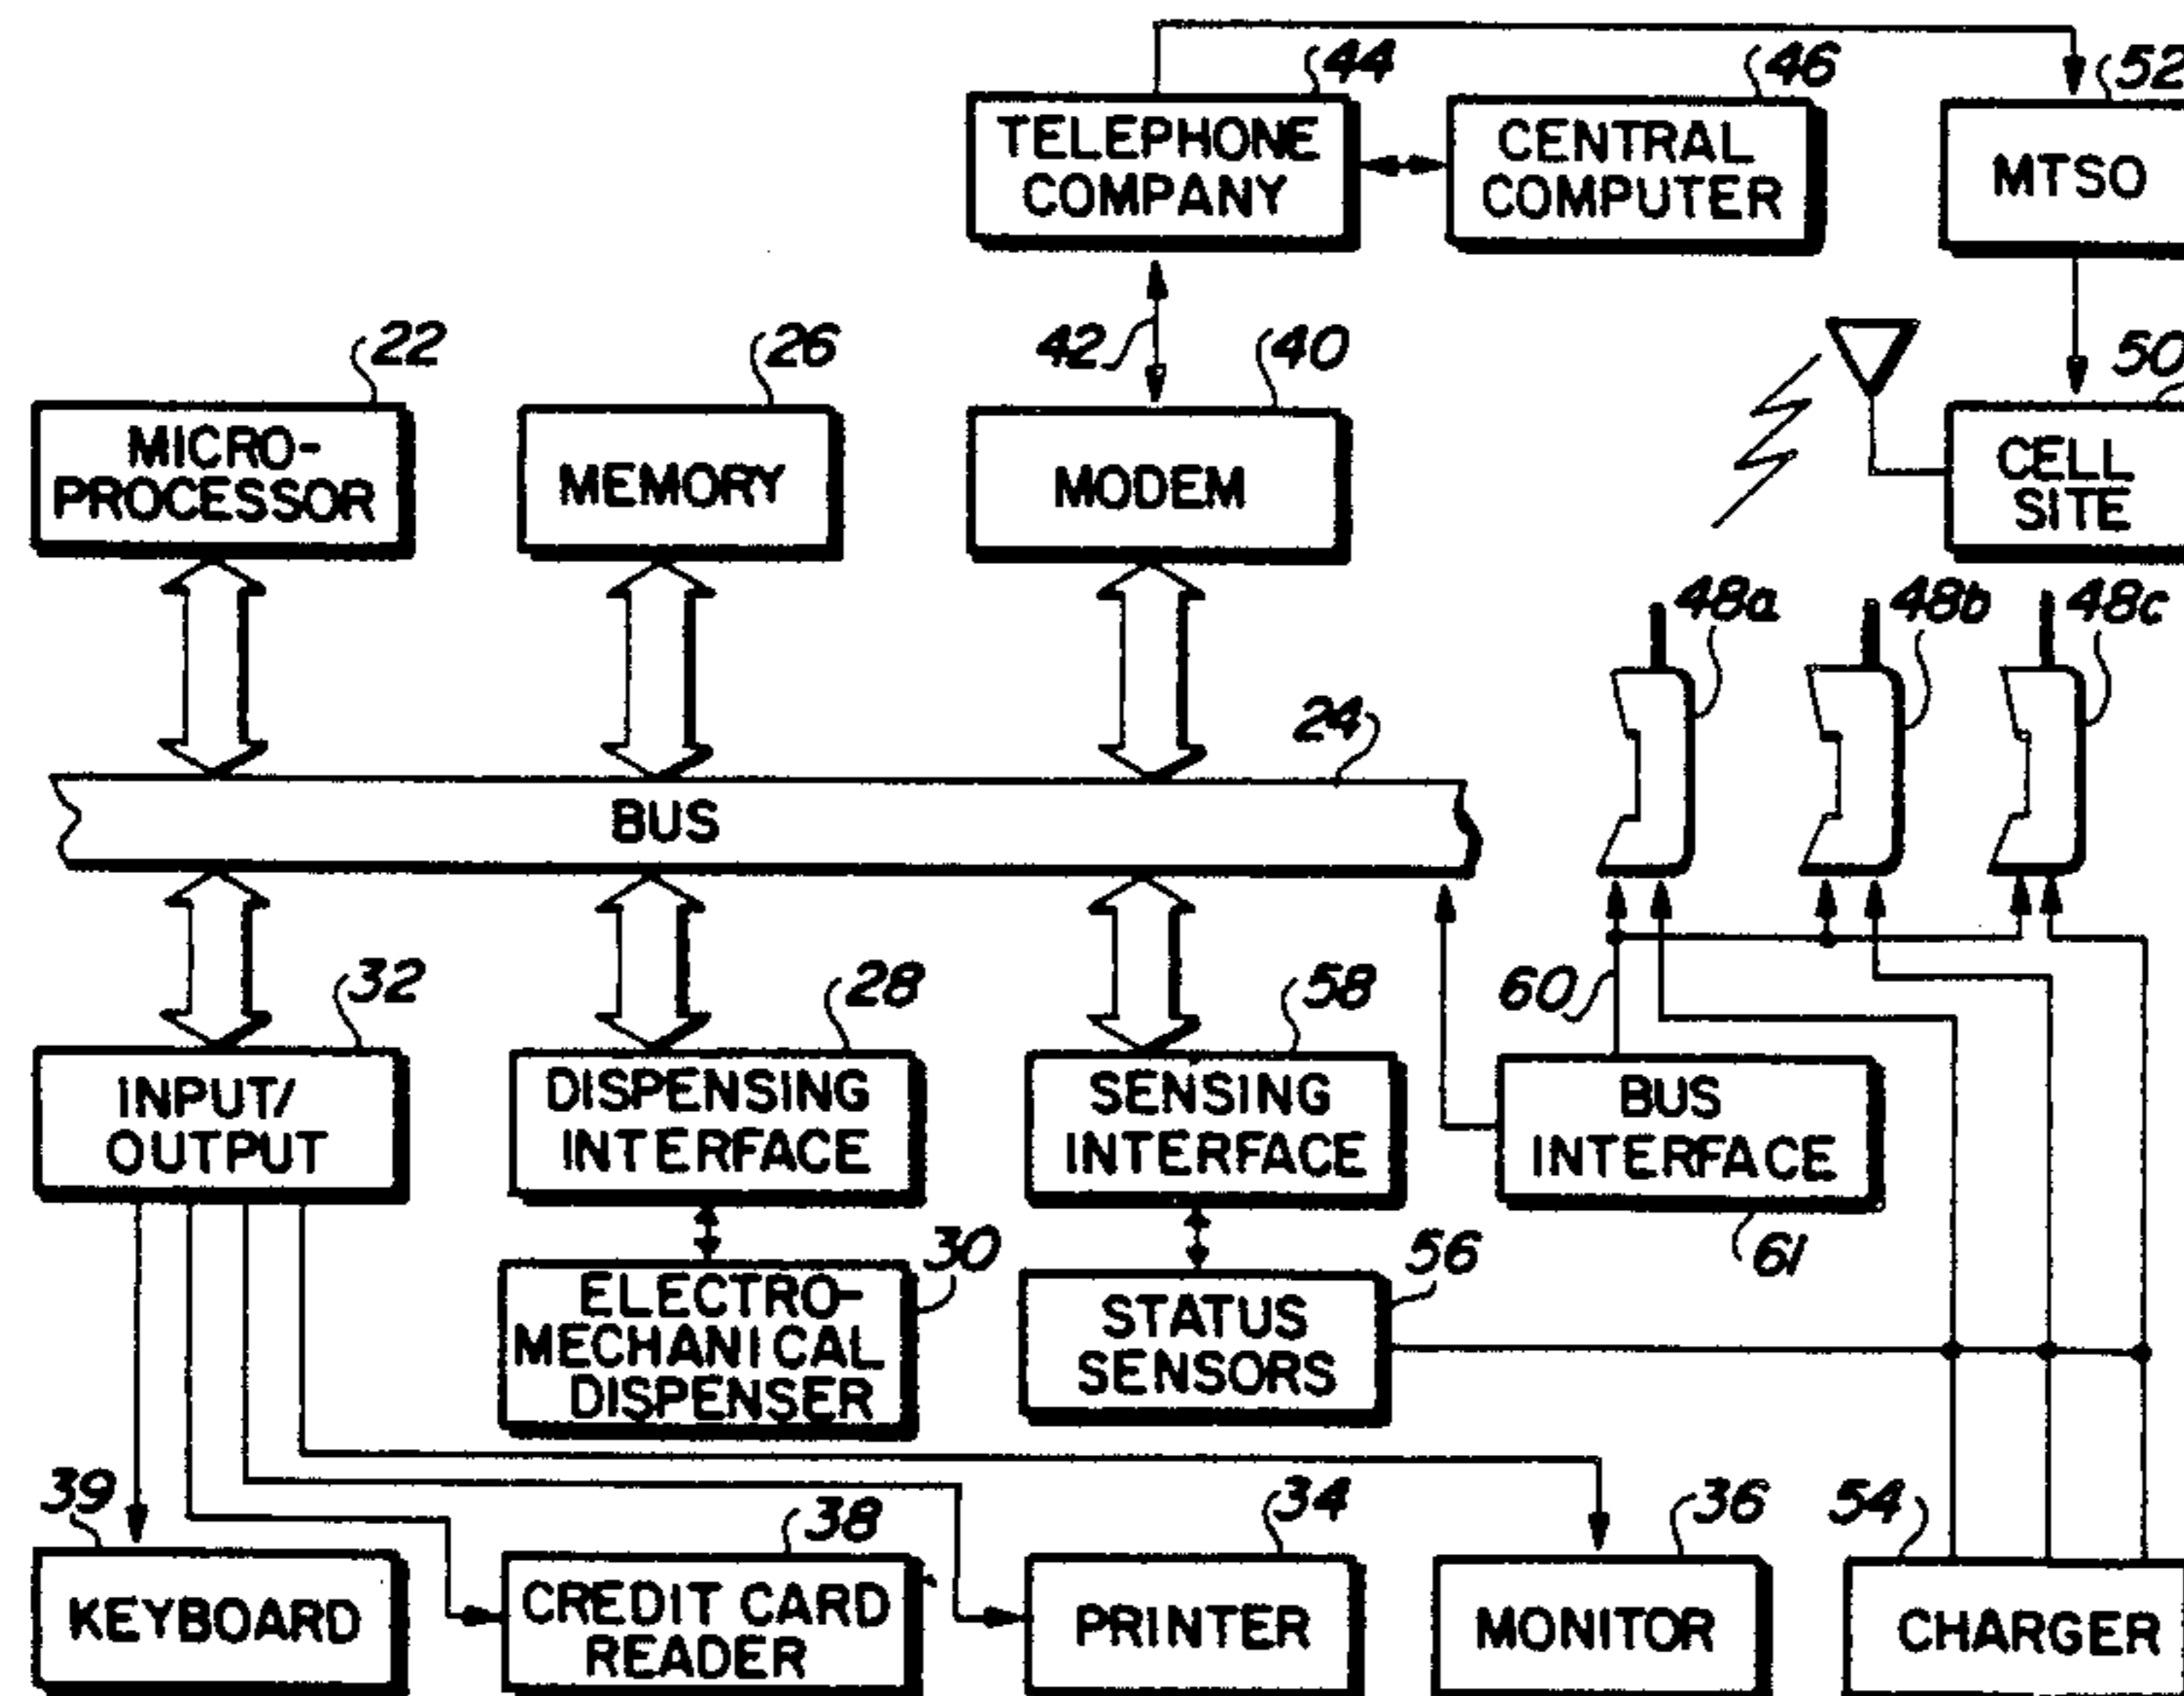 44
46
52
TELEPHONE
COMPANY
CENTRAL
COMPUTER
MTSO
22
26
42
40
50
MICRO-
PROCESSOR
MEMORY
MODEM
CELL
SITE
48a
48b
48c
24
BUS
32
28
58
60
INPUT/
OUTPUT
DISPENSING
INTERFACE
SENSING
INTERFACE
BUS
INTERFACE
61
30
56
ELECTRO-
MECHANICAL
DISPENSER
STATUS
SENSORS
39
38
34
36
54
KEYBOARD
CREDIT CARD
READER
PRINTER
MONITOR
CHARGER